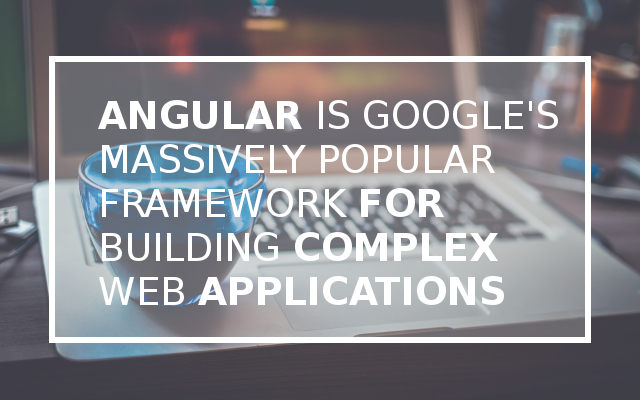 ANGULAR IS GOOGLE'S
MASSIVELY POPULAR
FRAMEWORK FOR
BUILDING COMPLEX
WEB APPLICATIONS